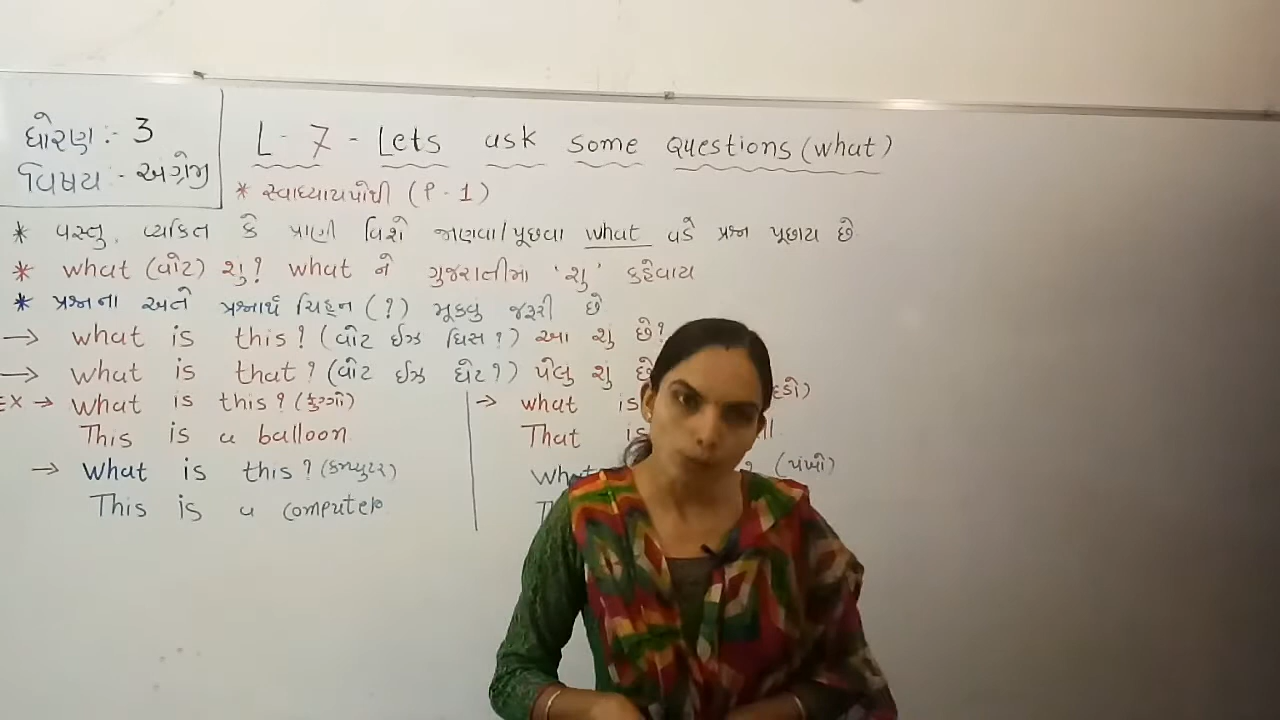 ધોરણ :- 3
વિષય :- અંગ્રેજી
L - 7 - Lets ask some Questions (what)
* સ્વાધ્યાયપોથી (P - 1)
* વસ્તુ, વ્યકિત કે પ્રાણી વિશે જાણવા/પૂછવા what વડે પ્રશ્ન પૂછાય છે
* what (વોટ) શુ? what ને ગુજરાતીમાં 'શુ' કહેવાય
* પ્રશ્નના અંતે પ્રશ્નાર્થ ચિહન (?) મૂકવું જરૂરી છે
→ what is this? (વોટ ઈઝ ધિસ?) આ શું છે?
→ what is that? (વોટ ઈઝ ધેટ?) પેલુ શું છે
EX → What is this? (ફુગ્ગો)
This is a balloon
→ What is this? (કમ્પ્યુટર)
This is a computer
→ what is
That is
? (પંખો)